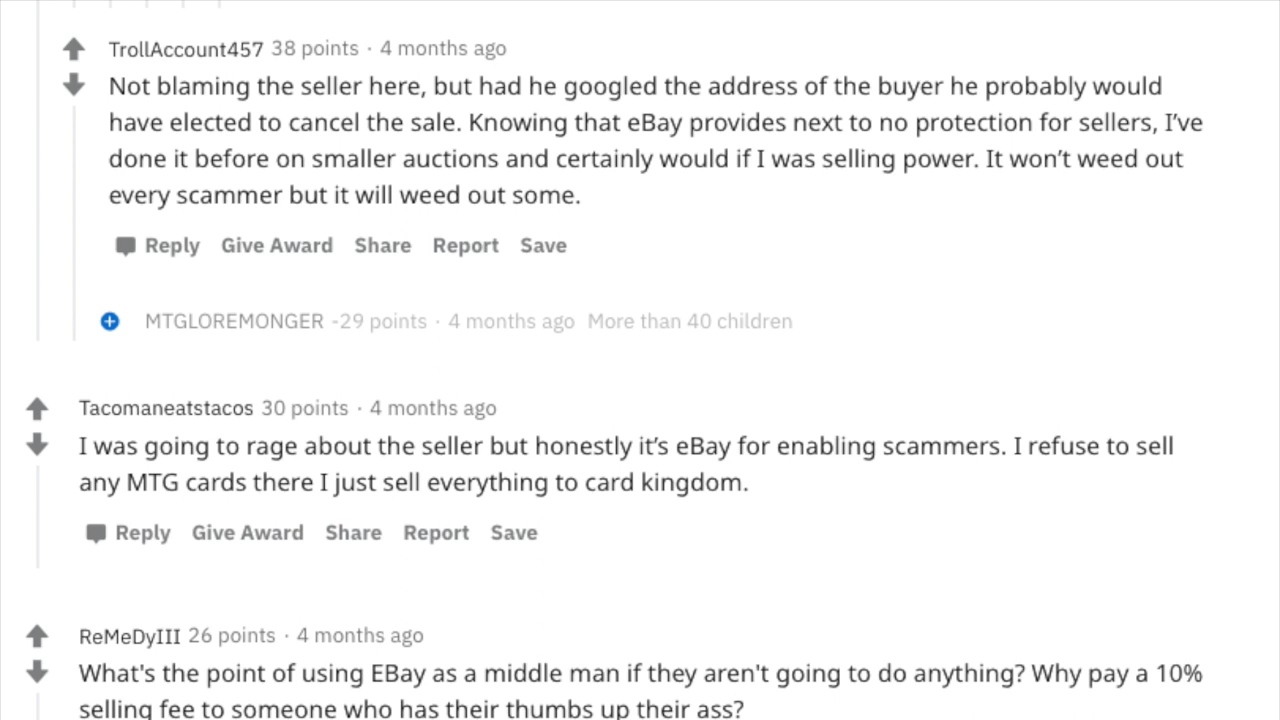 TrollAccount457 38 points · 4 months ago
Not blaming the seller here, but had he googled the address of the buyer he probably would
have elected to cancel the sale. Knowing that eBay provides next to no protection for sellers, I’ve
done it before on smaller auctions and certainly would if I was selling power. It won’t weed out
every scammer but it will weed out some.
Reply Give Award Share Report Save
MTGLOREMONGER -29 points · 4 months ago More than 40 children
Tacomaneatstacos 30 points · 4 months ago
I was going to rage about the seller but honestly it’s eBay for enabling scammers. I refuse to sell
any MTG cards there I just sell everything to card kingdom.
Reply Give Award Share Report Save
ReMeDyIII 26 points · 4 months ago
What's the point of using EBay as a middle man if they aren't going to do anything? Why pay a 10%
selling fee to someone who has their thumbs up their ass?